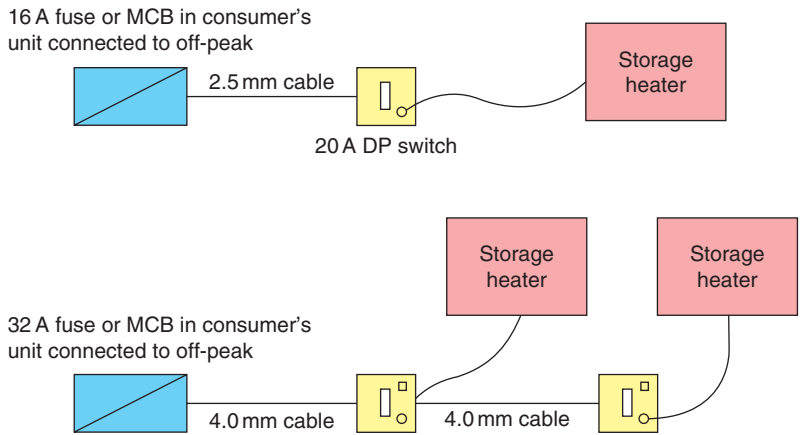 16 A fuse or MCB in consumer's
unit connected to off-peak
2.5 mm cable
20 A DP switch
Storage
heater
Storage
heater
Storage
heater
32 A fuse or MCB in consumer's
unit connected to off-peak
4.0 mm cable
4.0 mm cable